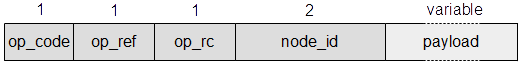 1 1 1 2 variable
op_code op_ref op_rc node_id payload